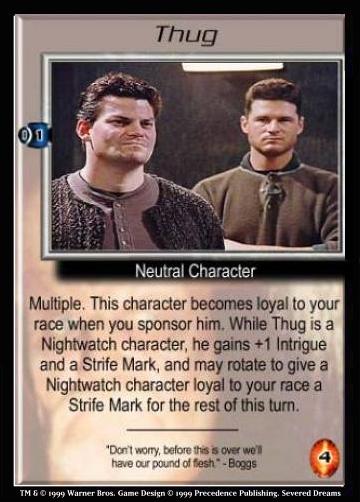 Thug
1
Neutral Character
Multiple. This character becomes loyal to your
race when you sponsor him. While Thug is a
Nightwatch character, he gains +1 Intrigue
and a Strife Mark, and may rotate to give a
Nightwatch character loyal to your race a
Strife Mark for the rest of this turn.
"Don't worry, before this is over we'll
have our pound of flesh." - Boggs
4
TM & © 1999 Warner Bros. Game Design © 1999 Precedence Publishing. Severed Dreams